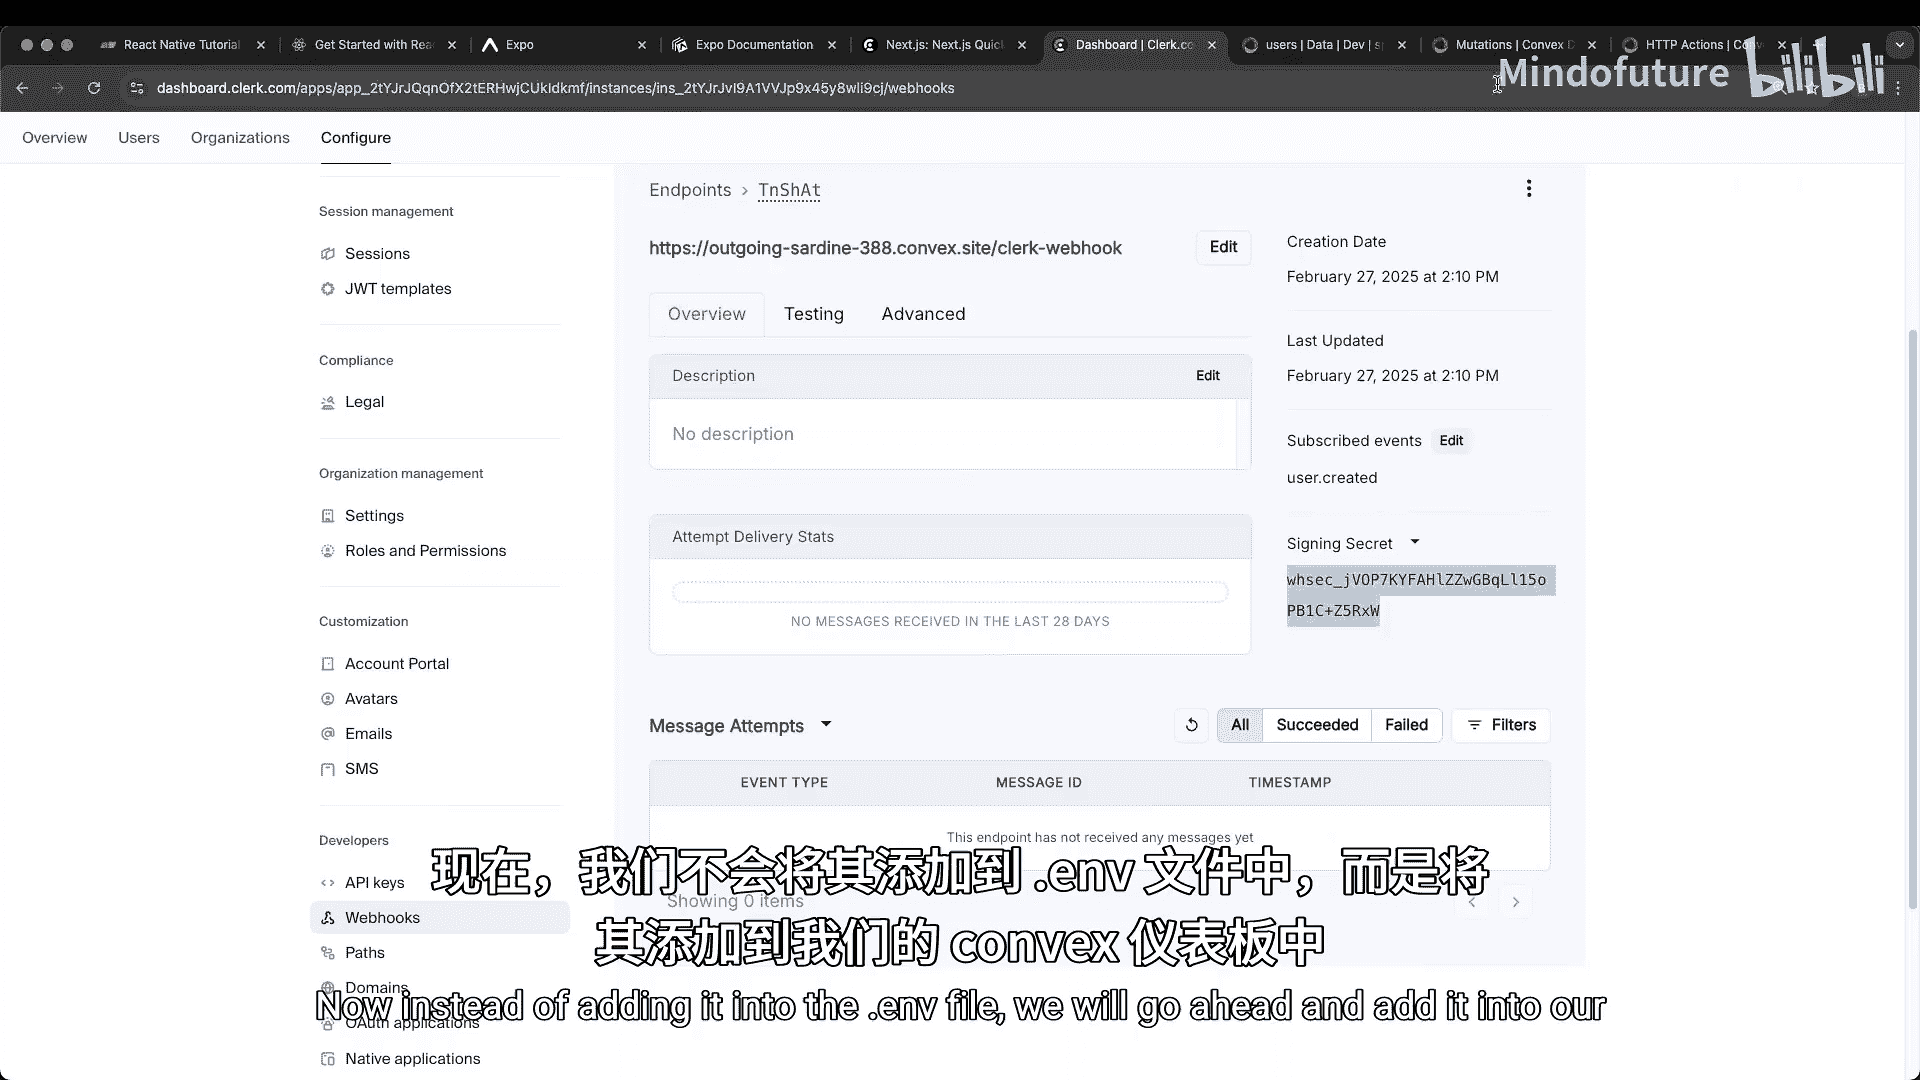 React Native Tutorial
Get Started with Rea
Expo
Expo Documentation
Next.js: Next.js Quic
Dashboard | Clerk.co
users | Data | Dev | s
Mutations | Convex D
HTTP Actions | Co
dashboard.clerk.com/apps/app_2tYJrJQqnOfX2tERHwjCUkIdkmf/instances/ins_2tYJrJvI9A1VVJp9x45y8wIi9cj/webhooks
Mindofuture bilibili
Overview
Users
Organizations
Configure
Session management
Sessions
JWT templates
Compliance
Legal
Organization management
Settings
Roles and Permissions
Customization
Account Portal
Avatars
Emails
SMS
Developers
API keys
Webhooks
Paths
Domains
OAuth applications
Native applications
Endpoints > TnShAt
https://outgoing-sardine-388.convex.site/clerk-webhook
Edit
Overview
Testing
Advanced
Description
Edit
No description
Attempt Delivery Stats
NO MESSAGES RECEIVED IN THE LAST 28 DAYS
Creation Date
February 27, 2025 at 2:10 PM
Last Updated
February 27, 2025 at 2:10 PM
Subscribed events
Edit
user.created
Signing Secret
whsec_jVOP7KYFAHlZZwGBqLl15o
PB1C+Z5RxW
Message Attempts
All
Succeeded
Failed
Filters
EVENT TYPE
MESSAGE ID
TIMESTAMP
This endpoint has not received any messages yet
Showing 0 items
现在，我们不会将其添加到 .env 文件中，而是将
其添加到我们的 convex 仪表板中
Now instead of adding it into the .env file, we will go ahead and add it into our